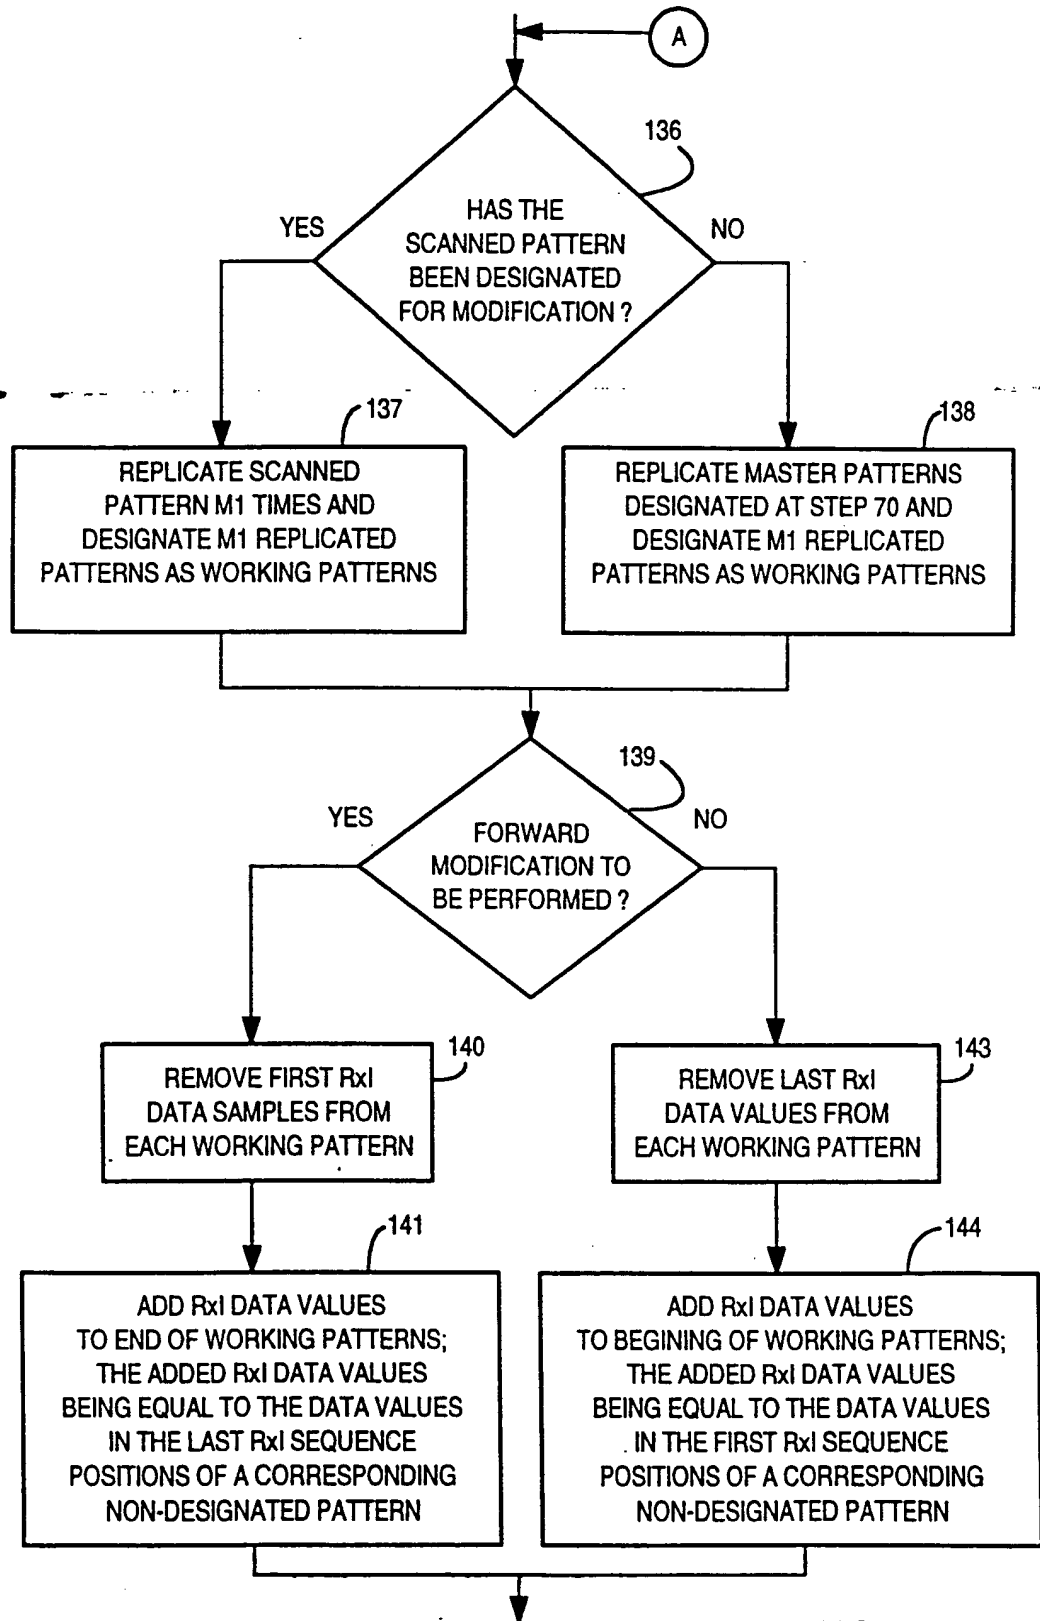 A
136
HAS THE
SCANNED PATTERN
BEEN DESIGNATED
FOR MODIFICATION ?
YES
NO
137
REPLICATE SCANNED
PATTERN M1 TIMES AND
DESIGNATE M1 REPLICATED
PATTERNS AS WORKING PATTERNS
138
REPLICATE MASTER PATTERNS
DESIGNATED AT STEP 70 AND
DESIGNATE M1 REPLICATED
PATTERNS AS WORKING PATTERNS
139
YES
NO
FORWARD
MODIFICATION TO
BE PERFORMED ?
140
REMOVE FIRST RxI
DATA SAMPLES FROM
EACH WORKING PATTERN
143
REMOVE LAST RxI
DATA VALUES FROM
EACH WORKING PATTERN
141
ADD RxI DATA VALUES
TO END OF WORKING PATTERNS;
THE ADDED RxI DATA VALUES
BEING EQUAL TO THE DATA VALUES
IN THE LAST RxI SEQUENCE
POSITIONS OF A CORRESPONDING
NON-DESIGNATED PATTERN
144
ADD RxI DATA VALUES
TO BEGINING OF WORKING PATTERNS;
THE ADDED RxI DATA VALUES
BEING EQUAL TO THE DATA VALUES
IN THE FIRST RxI SEQUENCE
POSITIONS OF A CORRESPONDING
NON-DESIGNATED PATTERN